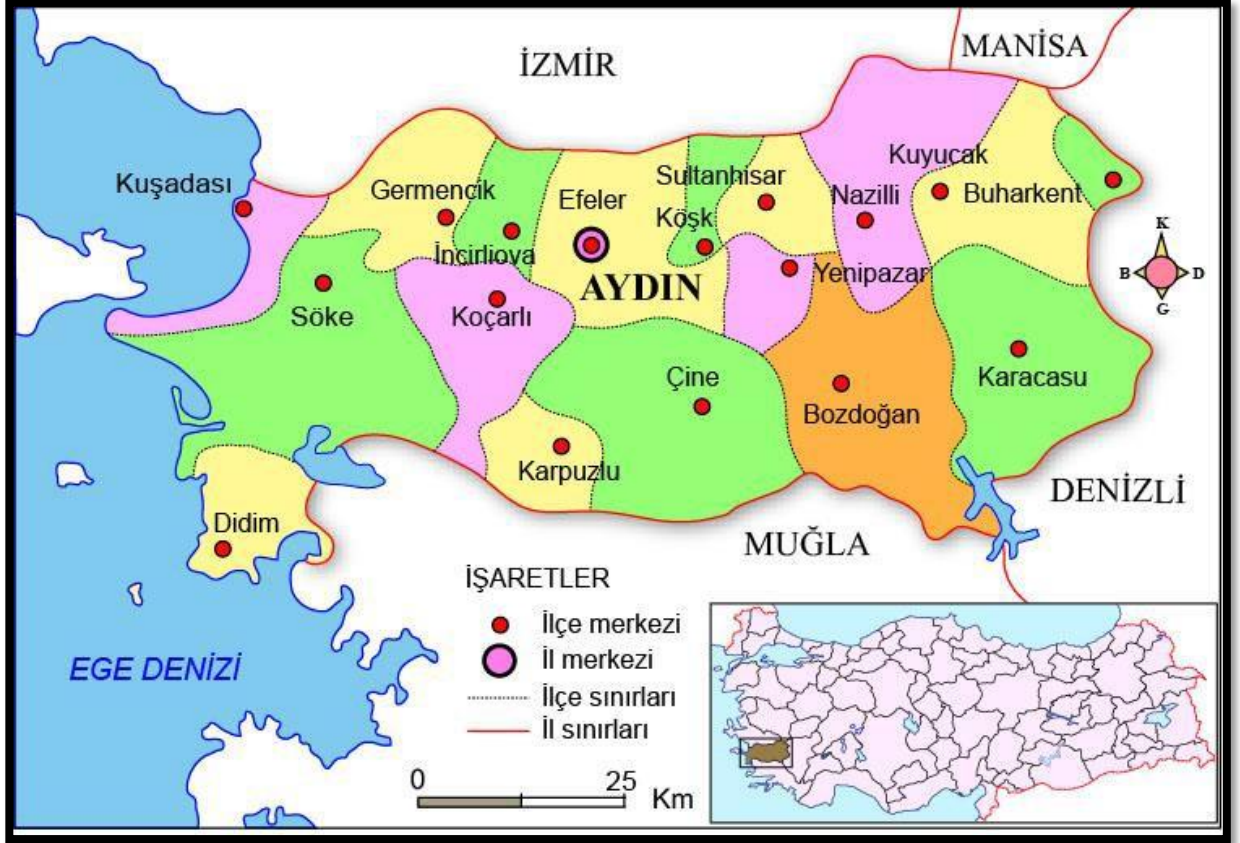 MANİSA
İZMİR
Kuşadası
Germencik
İncirliova
Efeler
Sultanhisar
Köşk
Nazilli
Kuyucak
Buharkent
K
B
D
G
AYDIN
Yenipazar
Söke
Koçarlı
Çine
Bozdoğan
Karacasu
Karpuzlu
Didim
DENİZLİ
MUĞLA
EGE DENİZİ
İŞARETLER
İlçe merkezi
İl merkezi
İlçe sınırları
İl sınırları
0 25 Km